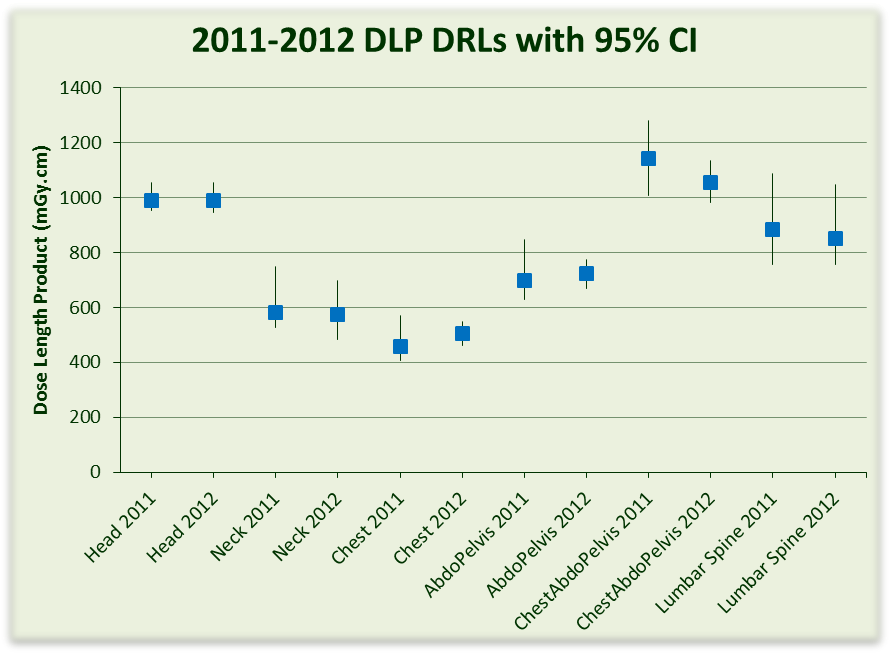 2011-2012 DLP DRLs with 95% CI
Dose Length Product (mGy.cm)
1400
1200
1000
800
600
400
200
0
Head 2011
Head 2012
Neck 2011
Neck 2012
Chest 2011
Chest 2012
AbdoPelvis 2011
AbdoPelvis 2012
ChestAbdoPelvis 2011
ChestAbdoPelvis 2012
Lumbar Spine 2011
Lumbar Spine 2012